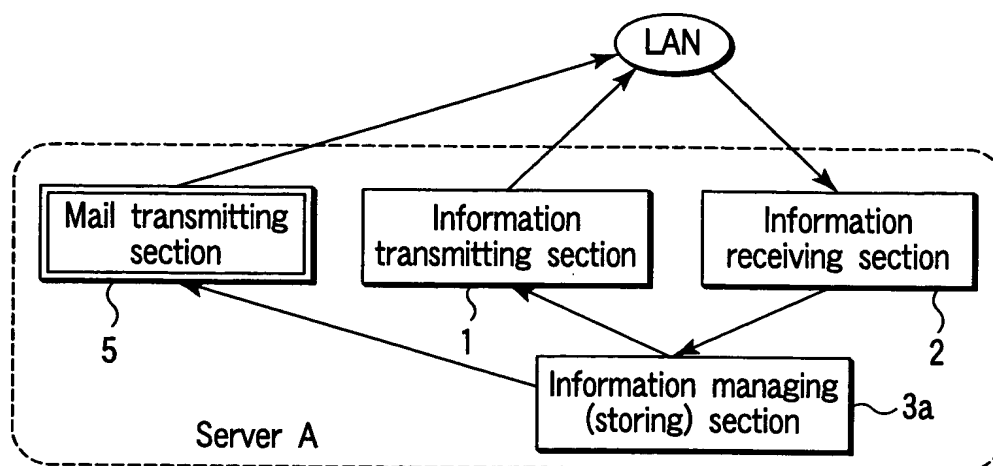 LAN
Mail transmitting
section
Information
transmitting section
Information
receiving section
5
1
2
Information managing
(storing) section
3a
Server A